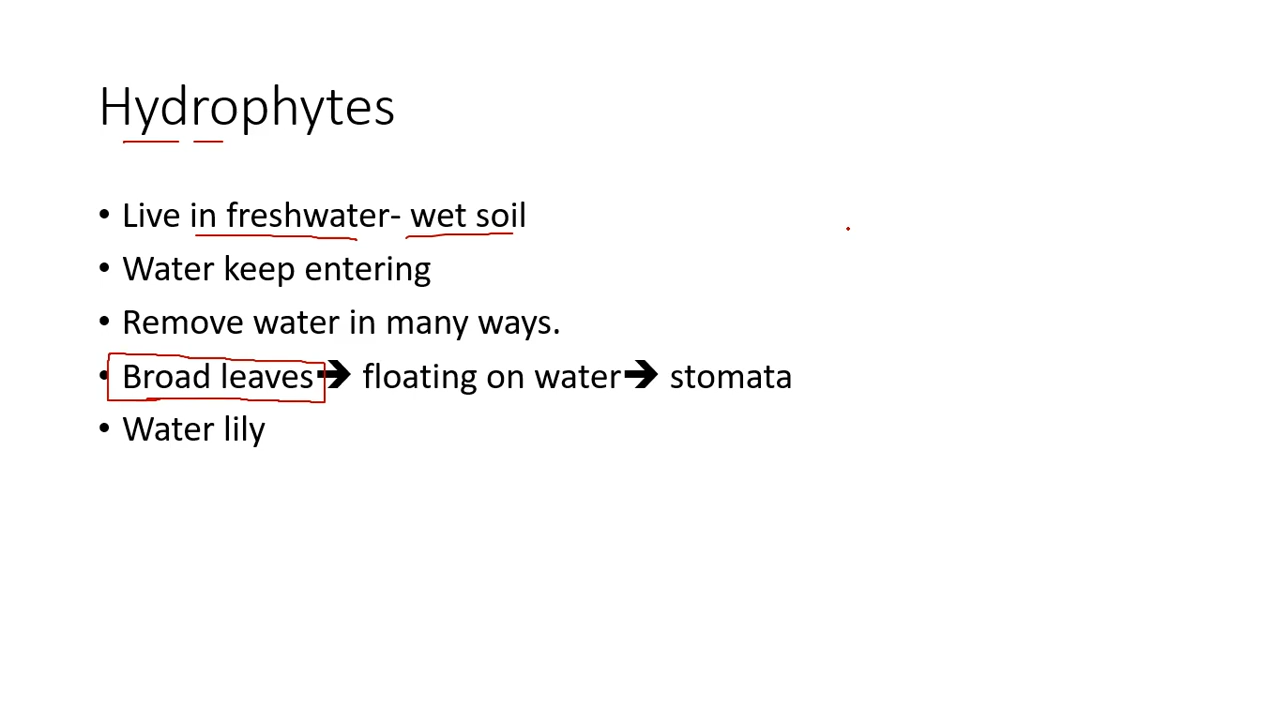 Hydrophytes
• Live in freshwater- wet soil
• Water keep entering
• Remove water in many ways.
• Broad leaves➔ floating on water➔ stomata
• Water lily